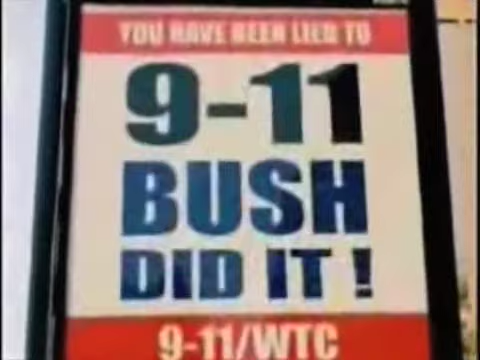 YOU HAVE BEEN LIED TO
9-11
BUSH
DID IT!
9-11/WTC